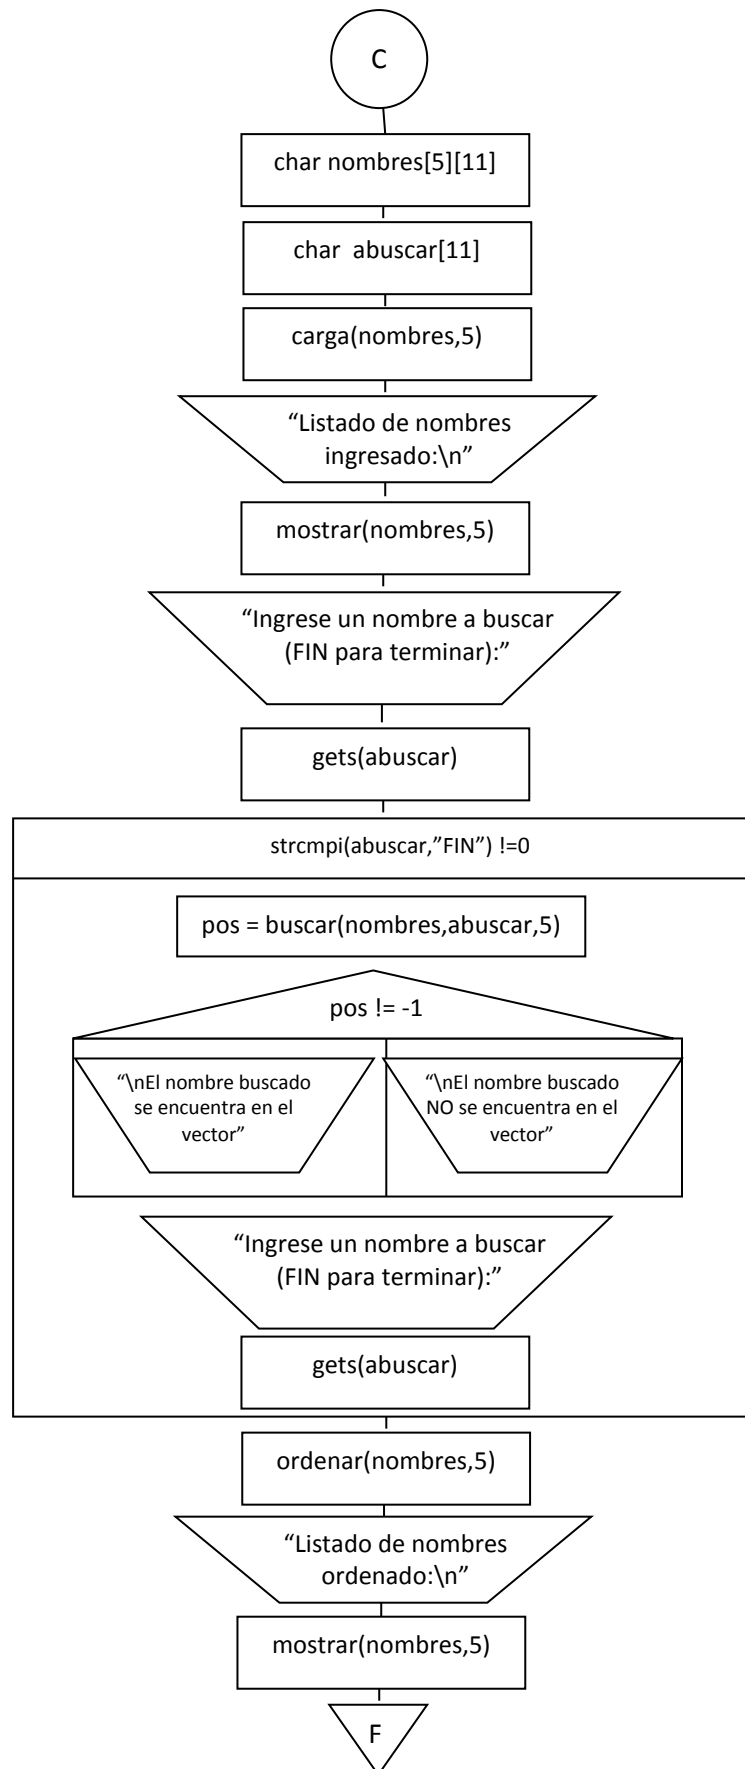 C
char nombres[5][11]
char  abuscar[11]
carga(nombres,5)
“Listado de nombres
ingresado:\n”
mostrar(nombres,5)
“Ingrese un nombre a buscar
(FIN para terminar):”
gets(abuscar)
strcmpi(abuscar,”FIN”) !=0
pos = buscar(nombres,abuscar,5)
pos != -1
“\nEl nombre buscado
se encuentra en el
vector”
“\nEl nombre buscado
NO se encuentra en el
vector”
“Ingrese un nombre a buscar
(FIN para terminar):”
gets(abuscar)
ordenar(nombres,5)
“Listado de nombres
ordenado:\n”
mostrar(nombres,5)
F